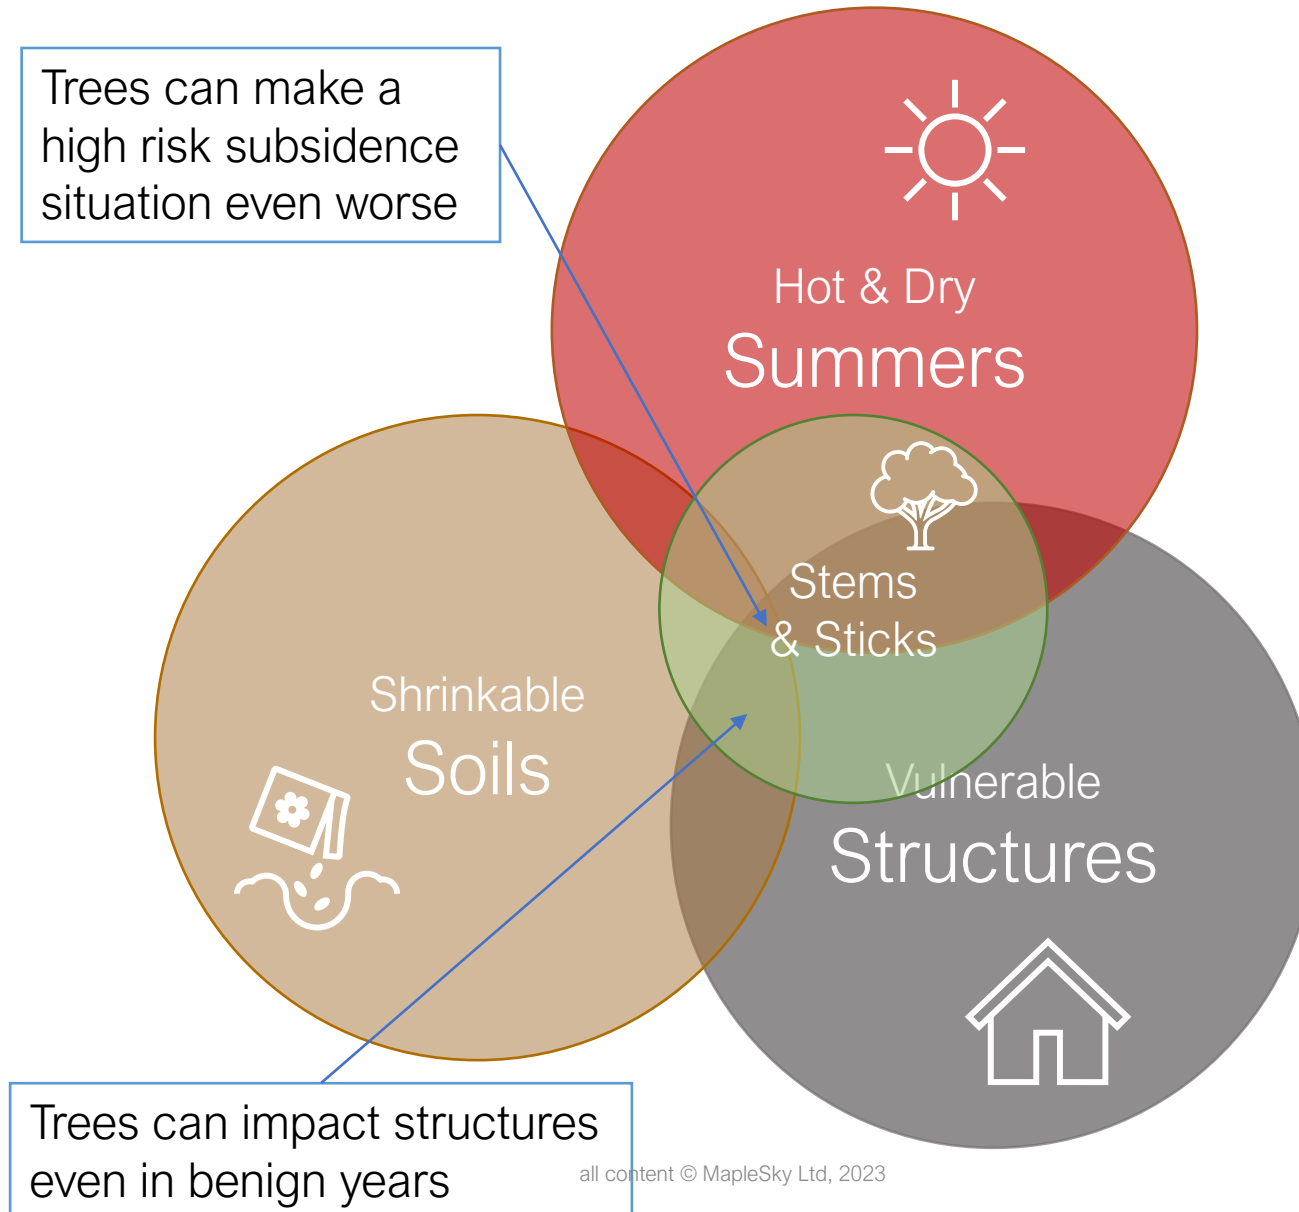 Trees can make a
high risk subsidence
situation even worse
Hot & Dry
Summers
Stems
& Sticks
Shrinkable
Soils
Vulnerable
Structures
Trees can impact structures
even in benign years
all content © MapleSky Ltd, 2023